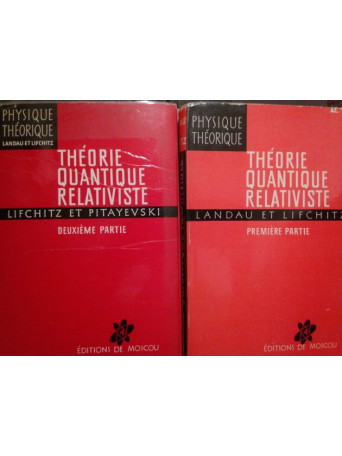 PHYSIQUE
THÉORIQUE
LANDAU ET LIFCHITZ
THÉORIE
QUANTIQUE
RELATIVISTE
LIFCHITZ ET PITAYEVSKI
DEUXIÈME PARTIE
ÉDITIONS DE MOSCOU
PHYSIQUE
THÉORIQUE
THÉORIE
QUANTIQUE
RELATIVISTE
LANDAU ET LIFCHITZ
PREMIÈRE PARTIE
ÉDITIONS DE MOSCOU